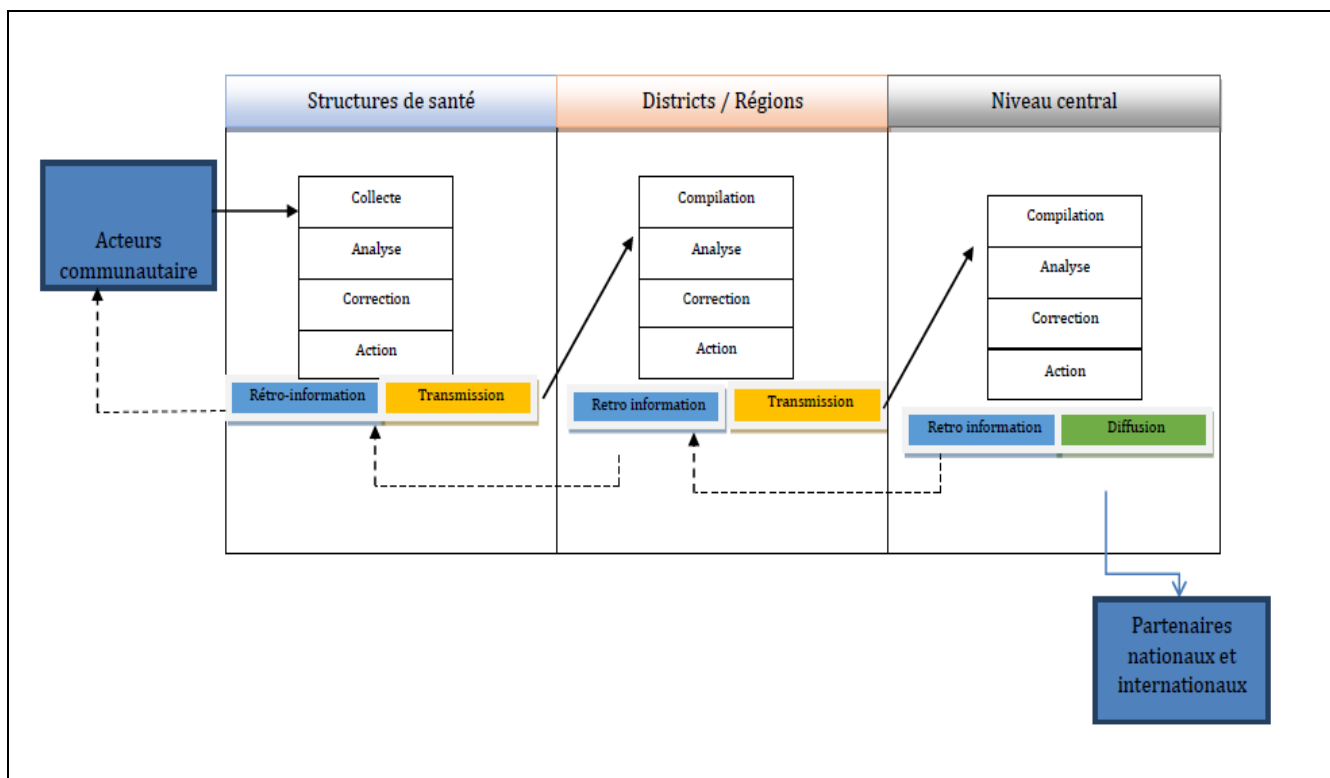 Structures de santé
Districts / Régions
Niveau central
Acteurs
communautaire
Collecte
Analyse
Correction
Action
Rétro-information
Transmission
Compilation
Analyse
Correction
Action
Retro information
Transmission
Compilation
Analyse
Correction
Action
Retro information
Diffusion
Partenaires
nationaux et
internationaux